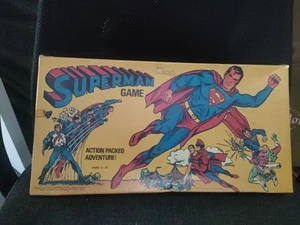 SUPERMAN
GAME
ACTION PACKED
ADVENTURE!